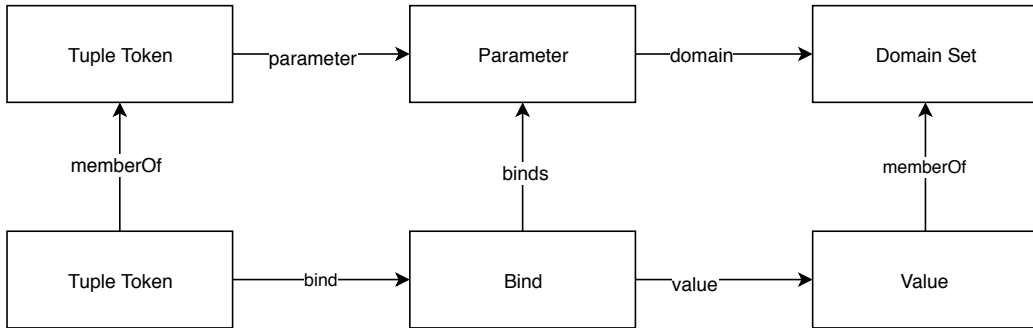 Tuple Token
parameter
Parameter
domain
Domain Set
memberOf
binds
memberOf
Tuple Token
bind
Bind
value
Value